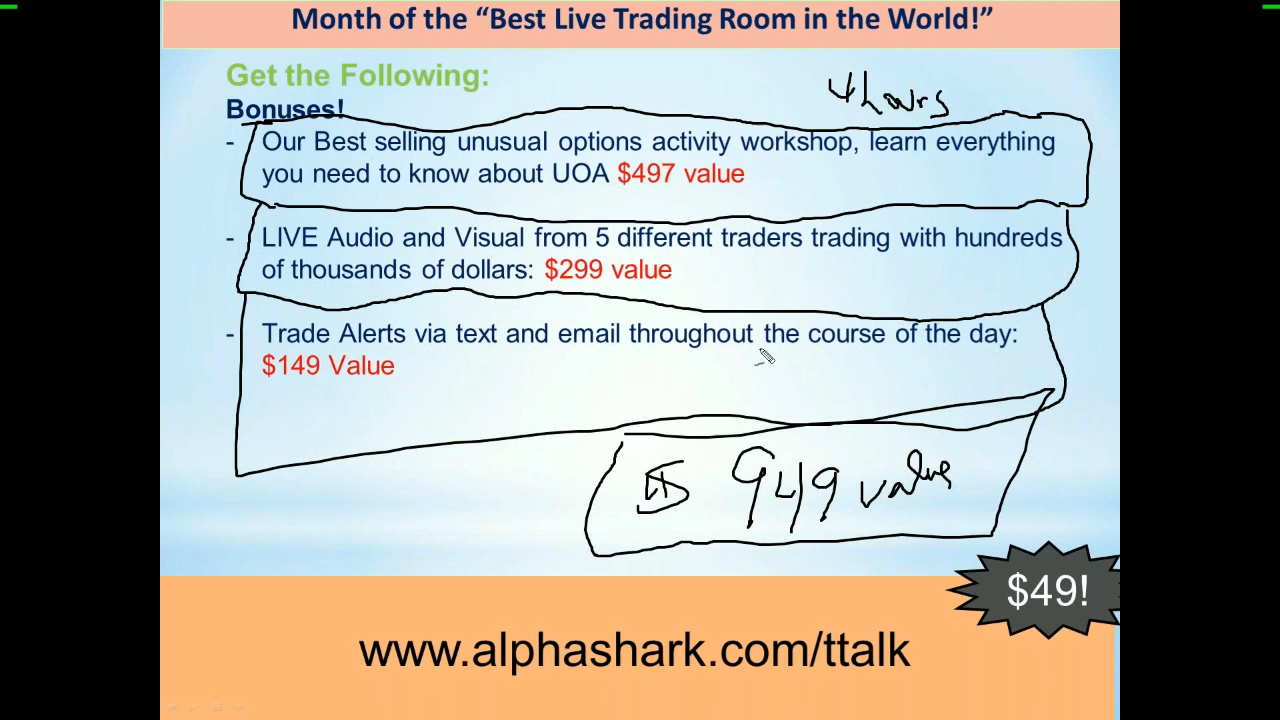 Month of the “Best Live Trading Room in the World!”
Get the Following:
4 hours
Bonuses!
- Our Best selling unusual options activity workshop, learn everything
you need to know about UOA $497 value
- LIVE Audio and Visual from 5 different traders trading with hundreds
of thousands of dollars: $299 value
- Trade Alerts via text and email throughout the course of the day:
$149 Value
$ 949 value
$49!
www.alphashark.com/ttalk